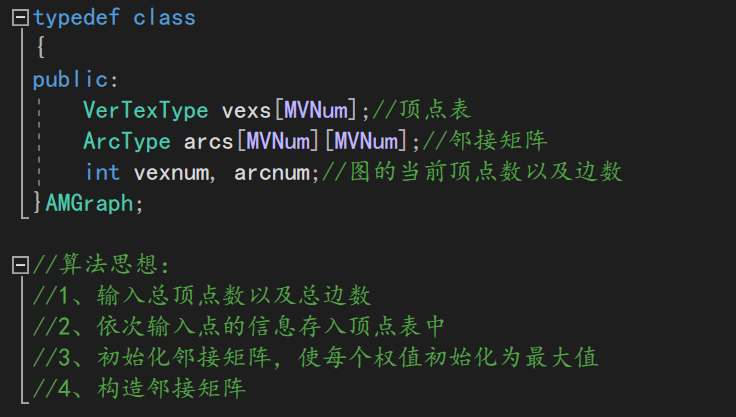 typedef class
{
public:
VerTexType vexs[MVNum];//顶点表
ArcType arcs[MVNum][MVNum];//邻接矩阵
int vexnum, arcnum;//图的当前顶点数以及边数
}AMGraph;
//算法思想：
//1、输入总顶点数以及总边数
//2、依次输入点的信息存入顶点表中
//3、初始化邻接矩阵，使每个权值初始化为最大值
//4、构造邻接矩阵